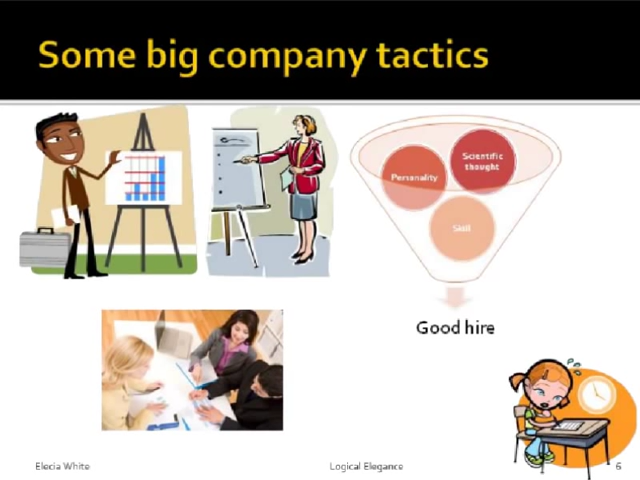 Some big company tactics
Scientific
thought
Personality
Skill
Good hire
Elecia White
Logical Elegance
6